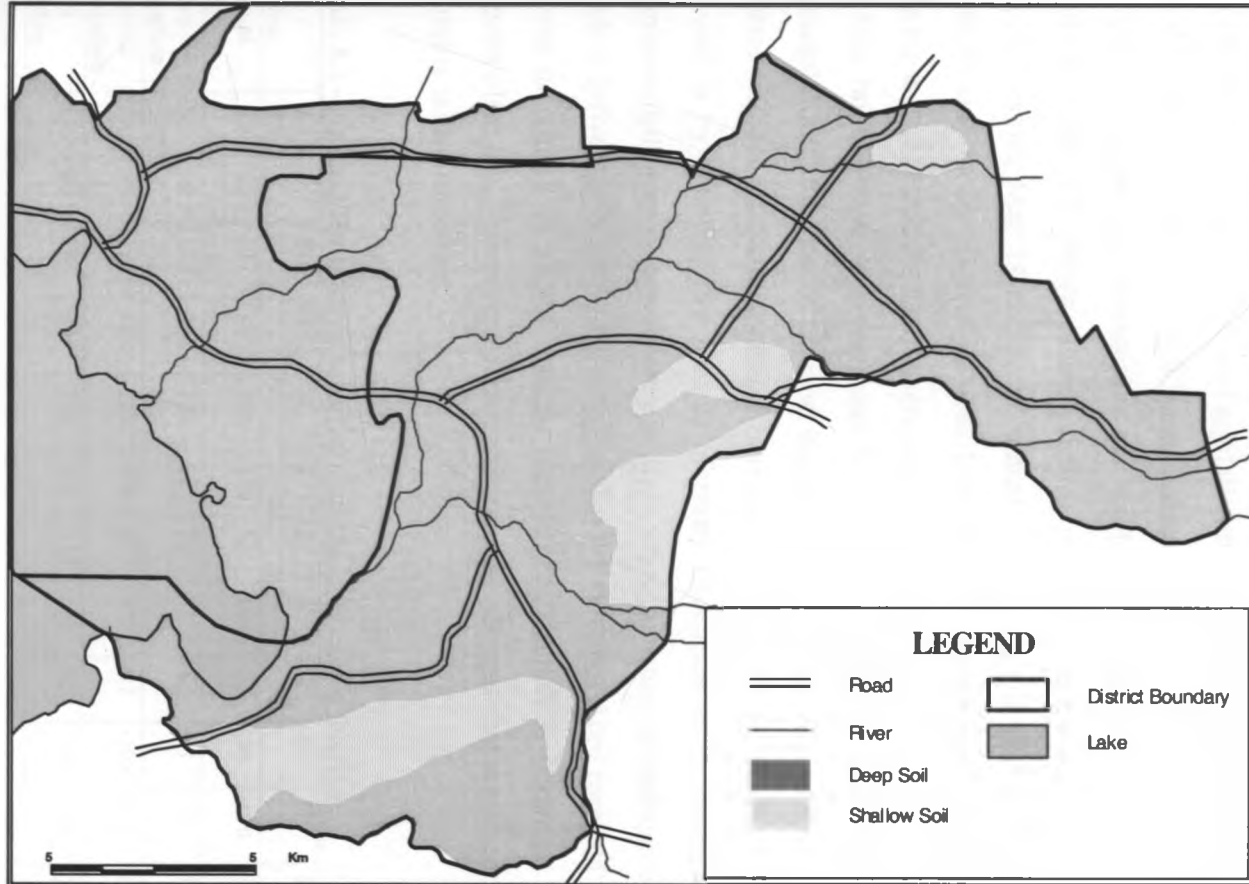 LEGEND
Road
River
Deep Soil
Shallow Soil
District Boundary
Lake
5 5 Km